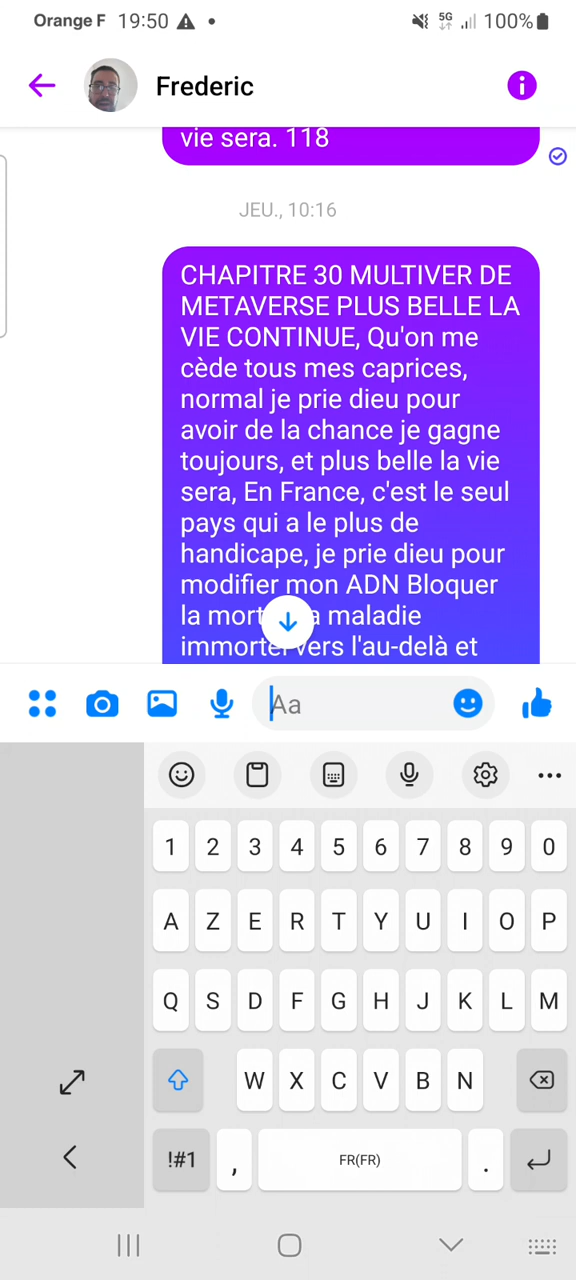 Orange F 19:50 5G 100%
Frederic
vie sera. 118
JEU., 10:16
CHAPITRE 30 MULTIVER DE
METAVERSE PLUS BELLE LA
VIE CONTINUE, Qu'on me
cède tous mes caprices,
normal je prie dieu pour
avoir de la chance je gagne
toujours, et plus belle la vie
sera, En France, c'est le seul
pays qui a le plus de
handicape, je prie dieu pour
modifier mon ADN Bloquer
la maladie
vers l'au-delà et
Aa
1 2 3 4 5 6 7 8 9 0
A Z E R T Y U I O P
Q S D F G H J K L M
W X C V B N
!#1 , FR(FR) .